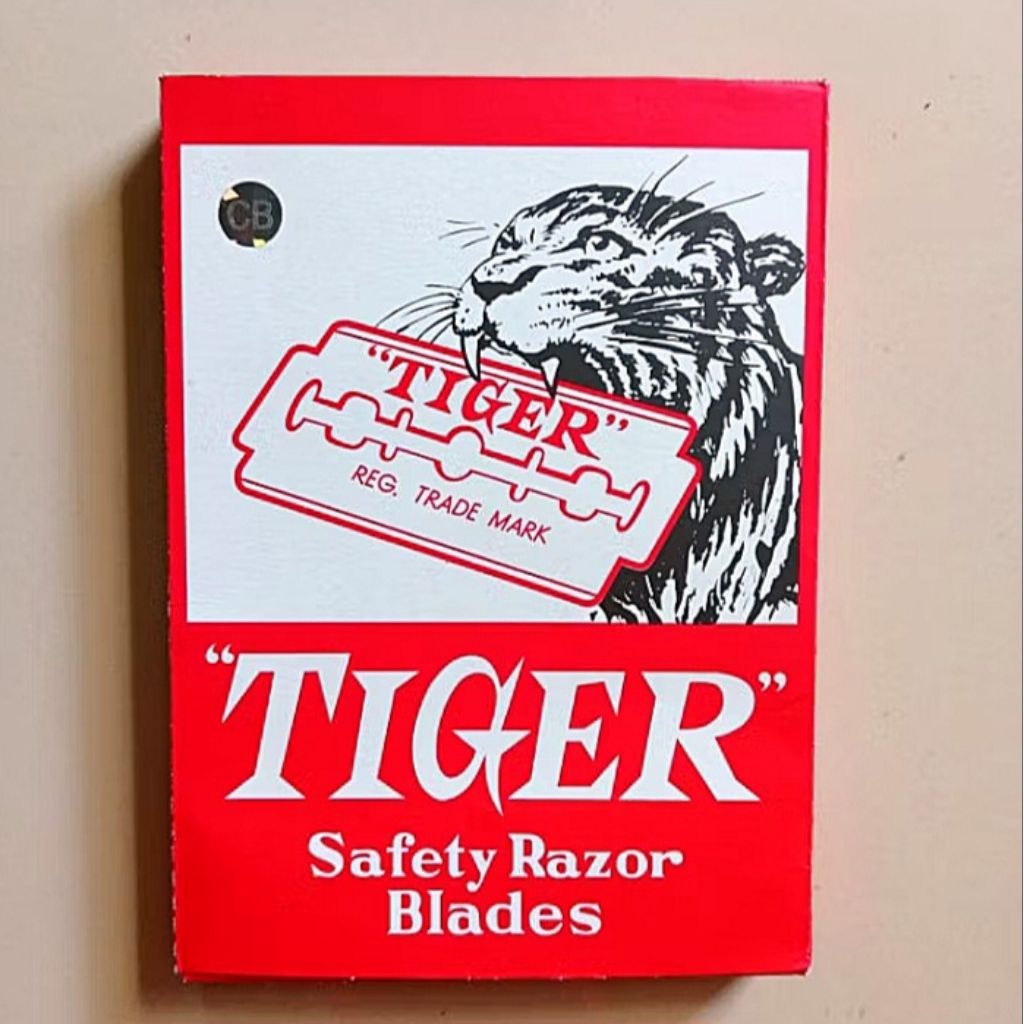 CB
“TIGER”
REG. TRADE MARK
“TIGER”
Safety Razor
Blades